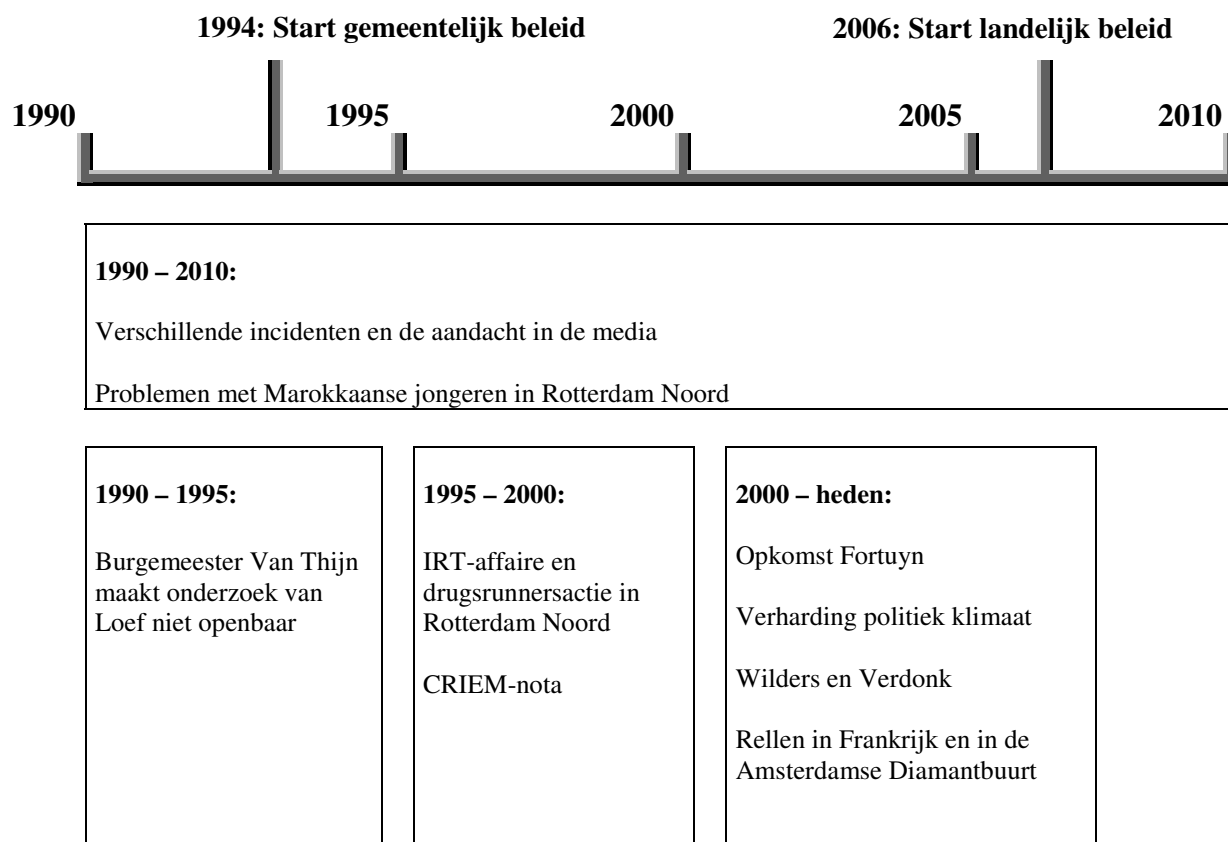 1994: Start gemeentelijk beleid
2006: Start landelijk beleid
1990
1995
2000
2005
2010
1990 – 2010:
Verschillende incidenten en de aandacht in de media
Problemen met Marokkaanse jongeren in Rotterdam Noord
1990 – 1995:
Burgemeester Van Thijn
maakt onderzoek van
Loef niet openbaar
1995 – 2000:
IRT-affaire en
drugsrunnersactie in
Rotterdam Noord
CRIEM-nota
2000 – heden:
Opkomst Fortuyn
Verharding politiek klimaat
Wilders en Verdonk
Rellen in Frankrijk en in de
Amsterdamse Diamantbuurt